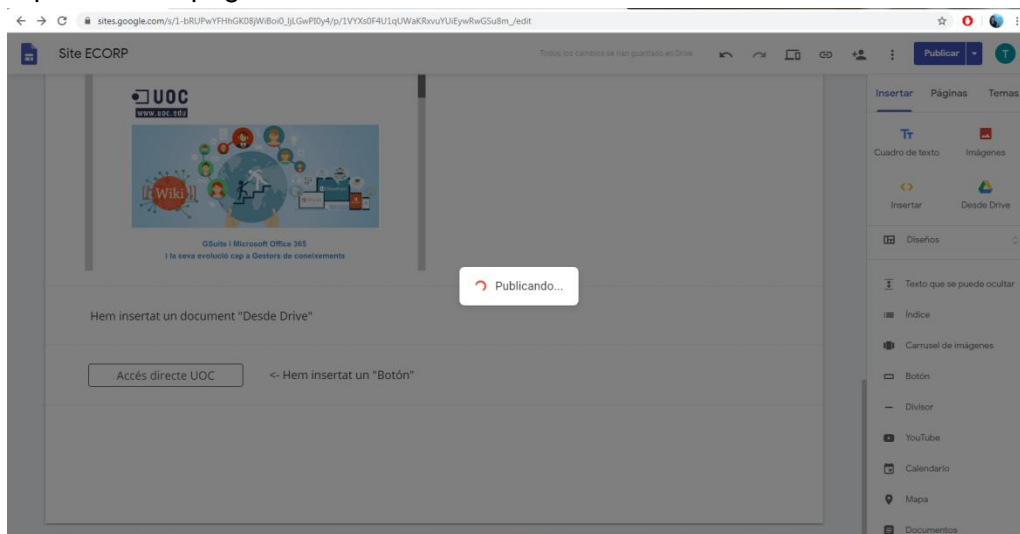 sites.google.com/s/1-bRUPwYFHhGK08jWiBoi0_ljLGwPI0y4/p/1VYXs0F4U1qUWaKRxvuYUiEywRwGSu8m_/edit
Site ECORP
Todos los cambios se han guardado en Drive
Publicar
T
UOC
www.uoc.edu
Wiki
GSuite i Microsoft Office 365
I la seva evolució cap a Gestors de coneixements
Hem insertat un document "Desde Drive"
Accés directe UOC
<- Hem insertat un "Botón"
Publicando...
Insertar Páginas Temas
Cuadro de texto Imágenes
Insertar Desde Drive
Diseños
Texto que se puede ocultar
Índice
Carrusel de imágenes
Botón
Divisor
YouTube
Calendario
Mapa
Documentos